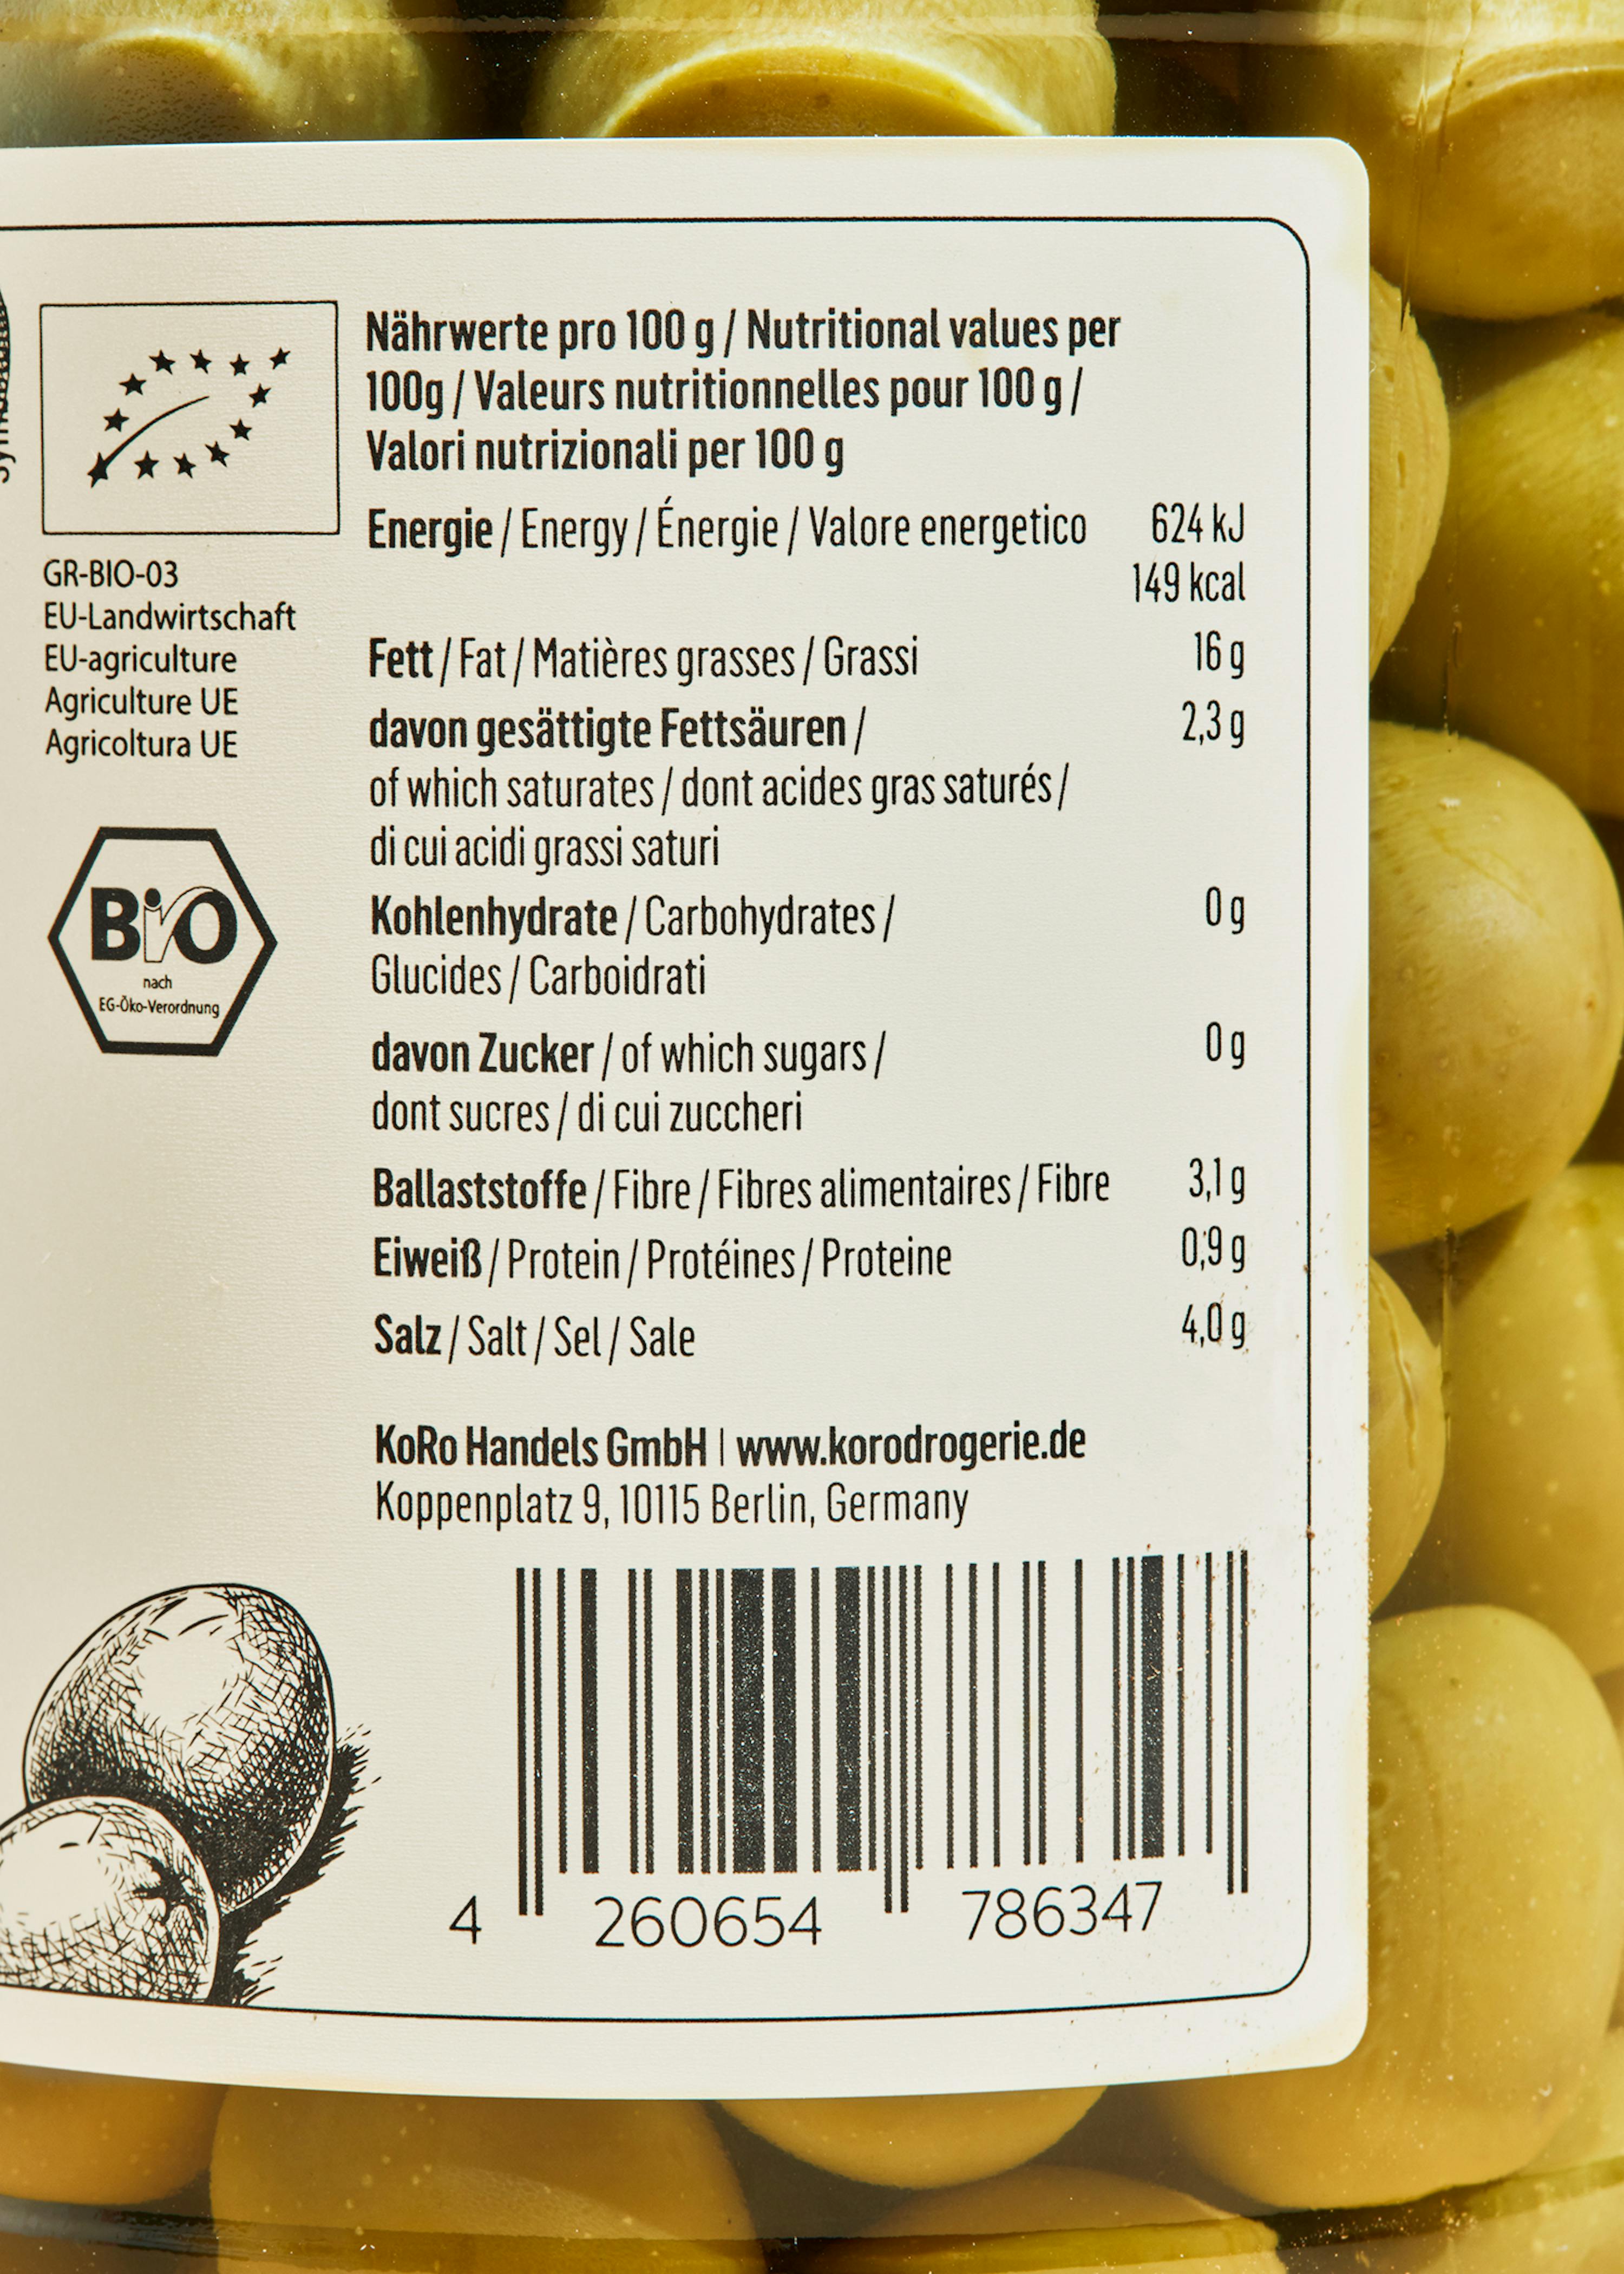 GR-BIO-03
EU-Landwirtschaft
EU-agriculture
Agriculture UE
Agricoltura UE
BiO
nach
EG-Öko-Verordnung
Nährwerte pro 100 g / Nutritional values per
100g / Valeurs nutritionnelles pour 100 g /
Valori nutrizionali per 100 g
Energie / Energy / Énergie / Valore energetico 624 kJ
149 kcal
Fett / Fat / Matières grasses / Grassi 16 g
davon gesättigte Fettsäuren / 2,3 g
of which saturates / dont acides gras saturés /
di cui acidi grassi saturi
Kohlenhydrate / Carbohydrates / 0 g
Glucides / Carboidrati
davon Zucker / of which sugars / 0 g
dont sucres / di cui zuccheri
Ballaststoffe / Fibre / Fibres alimentaires / Fibre 3,1 g
Eiweiß / Protein / Protéines / Proteine 0,9 g
Salz / Salt / Sel / Sale 4,0 g
KoRo Handels GmbH | www.korodrogerie.de
Koppenplatz 9, 10115 Berlin, Germany
4 260654 786347